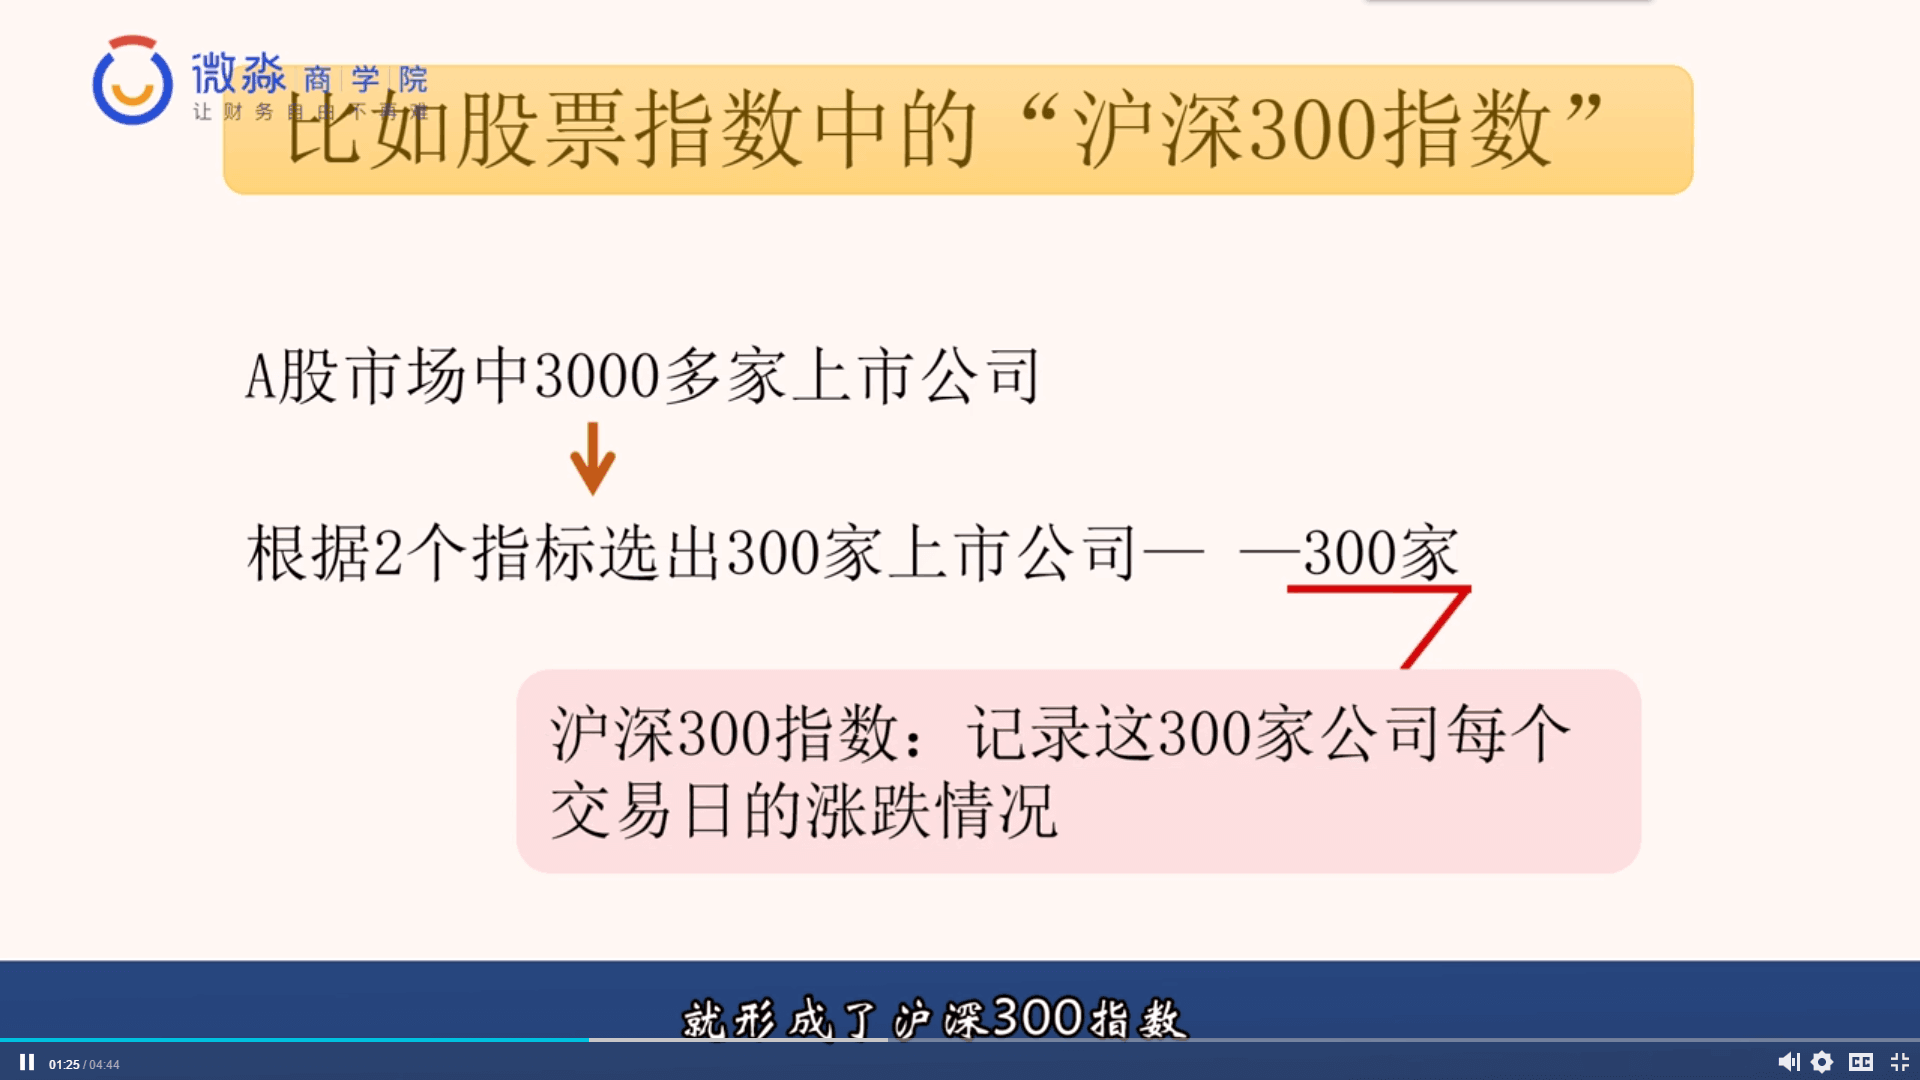 微淼 商学院
让财务自由不再难
比如股票指数中的“沪深300指数”
A股市场中3000多家上市公司
根据2个指标选出300家上市公司— —300家
沪深300指数：记录这300家公司每个
交易日的涨跌情况
就形成了沪深300指数
01:25 / 04:44
CC